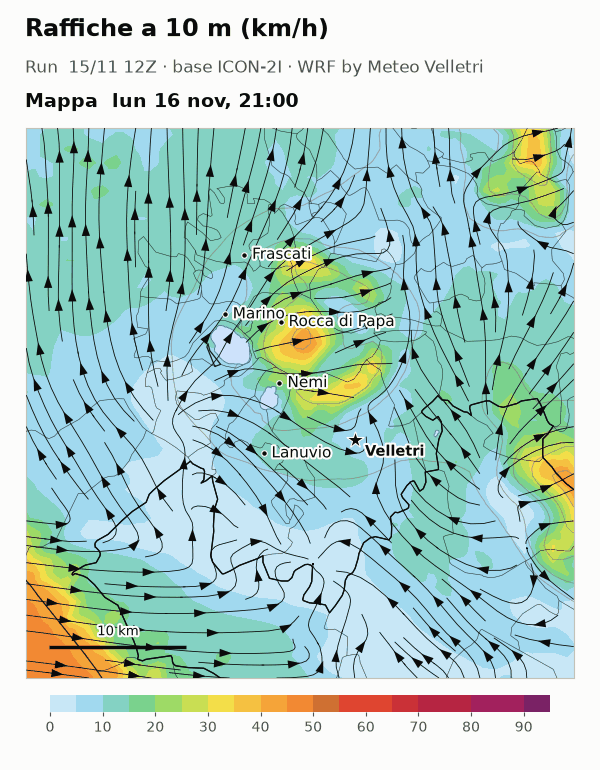 Raffiche a 10 m (km/h)
Run  15/11 12Z · base ICON-2I · WRF by Meteo Velletri
Mappa  lun 16 nov, 21:00
Frascati
Marino
Rocca di Papa
Nemi
Velletri
Lanuvio
10 km
0 10 20 30 40 50 60 70 80 90